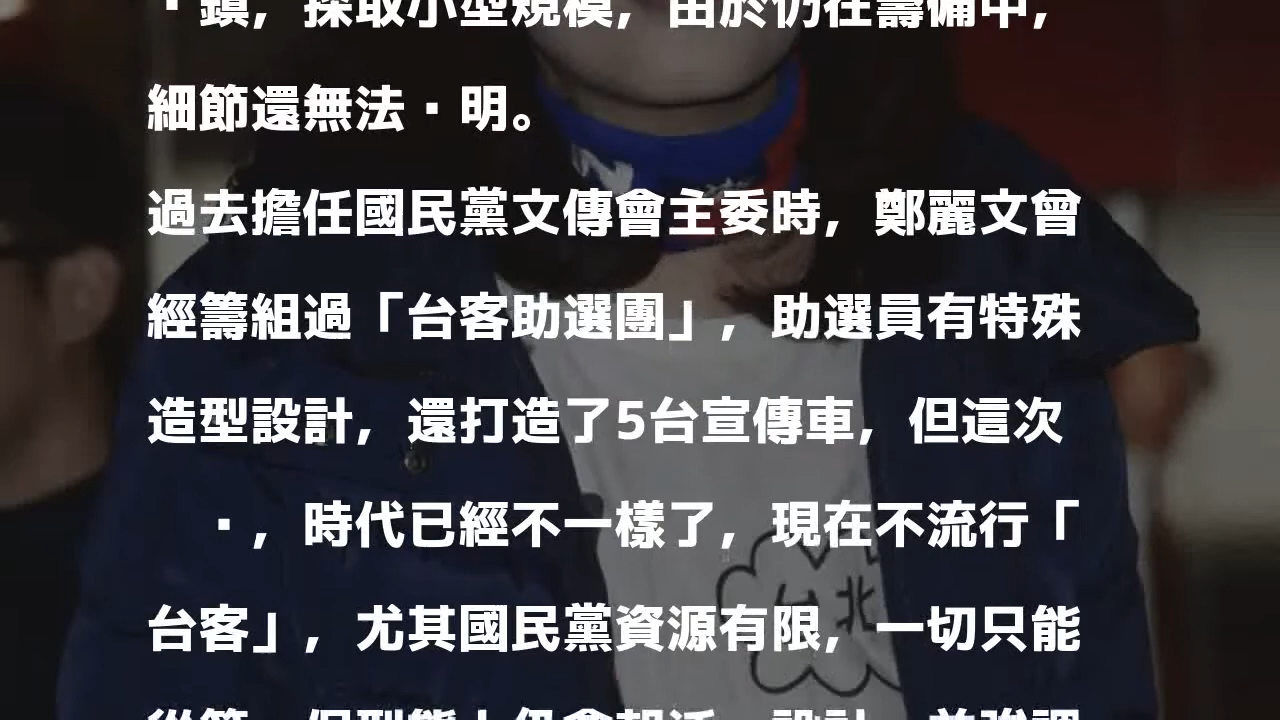 ▪鎮，採取小型規模，由於仍在籌備中，
細節還無法▪明。
過去擔任國民黨文傳會主委時，鄭麗文曾
經籌組過「台客助選團」，助選員有特殊
造型設計，還打造了5台宣傳車，但這次
▪，時代已經不一樣了，現在不流行「
台客」，尤其國民黨資源有限，一切只能
台北